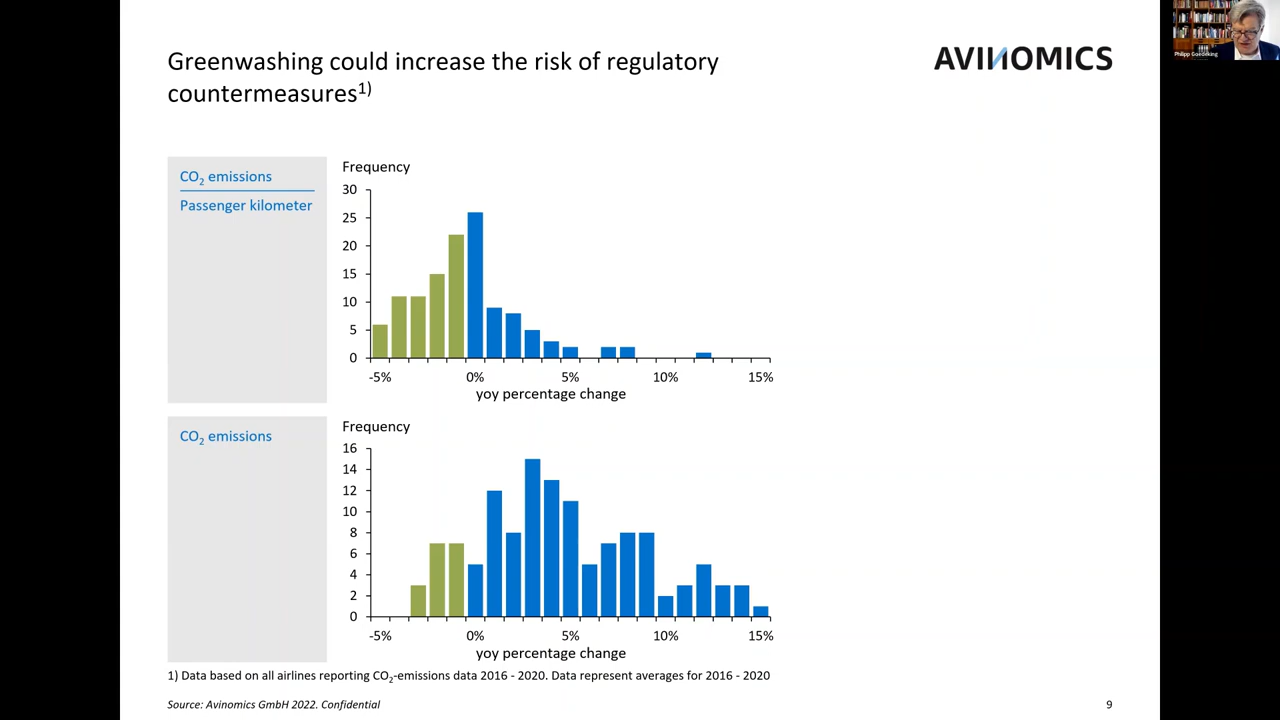 Greenwashing could increase the risk of regulatory
countermeasures1)
AVINOMICS
Philipp Goedeking
CO2 emissions
Passenger kilometer
Frequency
30
25
20
15
10
5
0
-5% 0% 5% 10% 15%
yoy percentage change
CO2 emissions
Frequency
16
14
12
10
8
6
4
2
0
-5% 0% 5% 10% 15%
yoy percentage change
1) Data based on all airlines reporting CO2-emissions data 2016 - 2020. Data represent averages for 2016 - 2020
Source: Avinomics GmbH 2022. Confidential
9